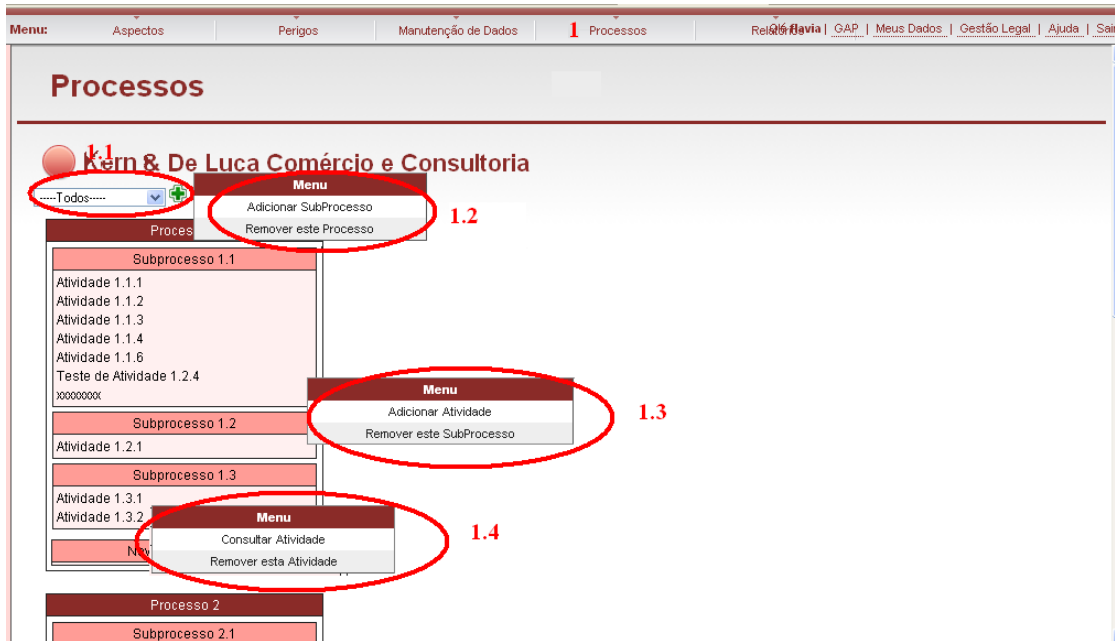 Menu: Aspectos Perigos Manutenção de Dados 1 Processos Relatórios Olá flavia | GAP | Meus Dados | Gestão Legal | Ajuda | Sair
Processos
1.1
Kern & De Luca Comércio e Consultoria
-----Todos-----
Menu
Adicionar SubProcesso
Remover este Processo
1.2
Subprocesso 1.1
Atividade 1.1.1
Atividade 1.1.2
Atividade 1.1.3
Atividade 1.1.4
Atividade 1.1.6
Teste de Atividade 1.2.4
xxxxxxxx
Menu
Adicionar Atividade
Remover este SubProcesso
1.3
Subprocesso 1.2
Atividade 1.2.1
Subprocesso 1.3
Atividade 1.3.1
Atividade 1.3.2
Menu
Consultar Atividade
Remover esta Atividade
1.4
Processo 2
Subprocesso 2.1